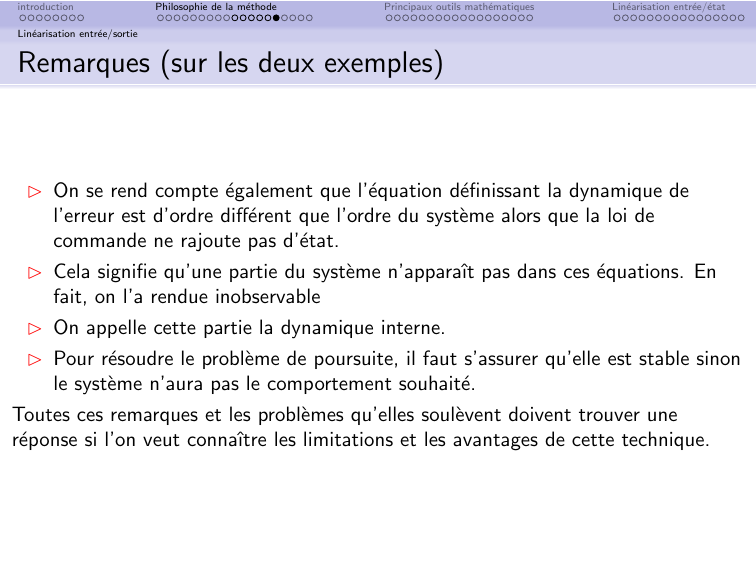 introduction
Philosophie de la méthode
Principaux outils mathématiques
Linéarisation entrée/état
Linéarisation entrée/sortie
Remarques (sur les deux exemples)
▷ On se rend compte également que l'équation définissant la dynamique de
l'erreur est d'ordre différent que l'ordre du système alors que la loi de
commande ne rajoute pas d'état.
▷ Cela signifie qu'une partie du système n'apparaît pas dans ces équations. En
fait, on l'a rendue inobservable
▷ On appelle cette partie la dynamique interne.
▷ Pour résoudre le problème de poursuite, il faut s'assurer qu'elle est stable sinon
le système n'aura pas le comportement souhaité.
Toutes ces remarques et les problèmes qu'elles soulèvent doivent trouver une
réponse si l'on veut connaître les limitations et les avantages de cette technique.